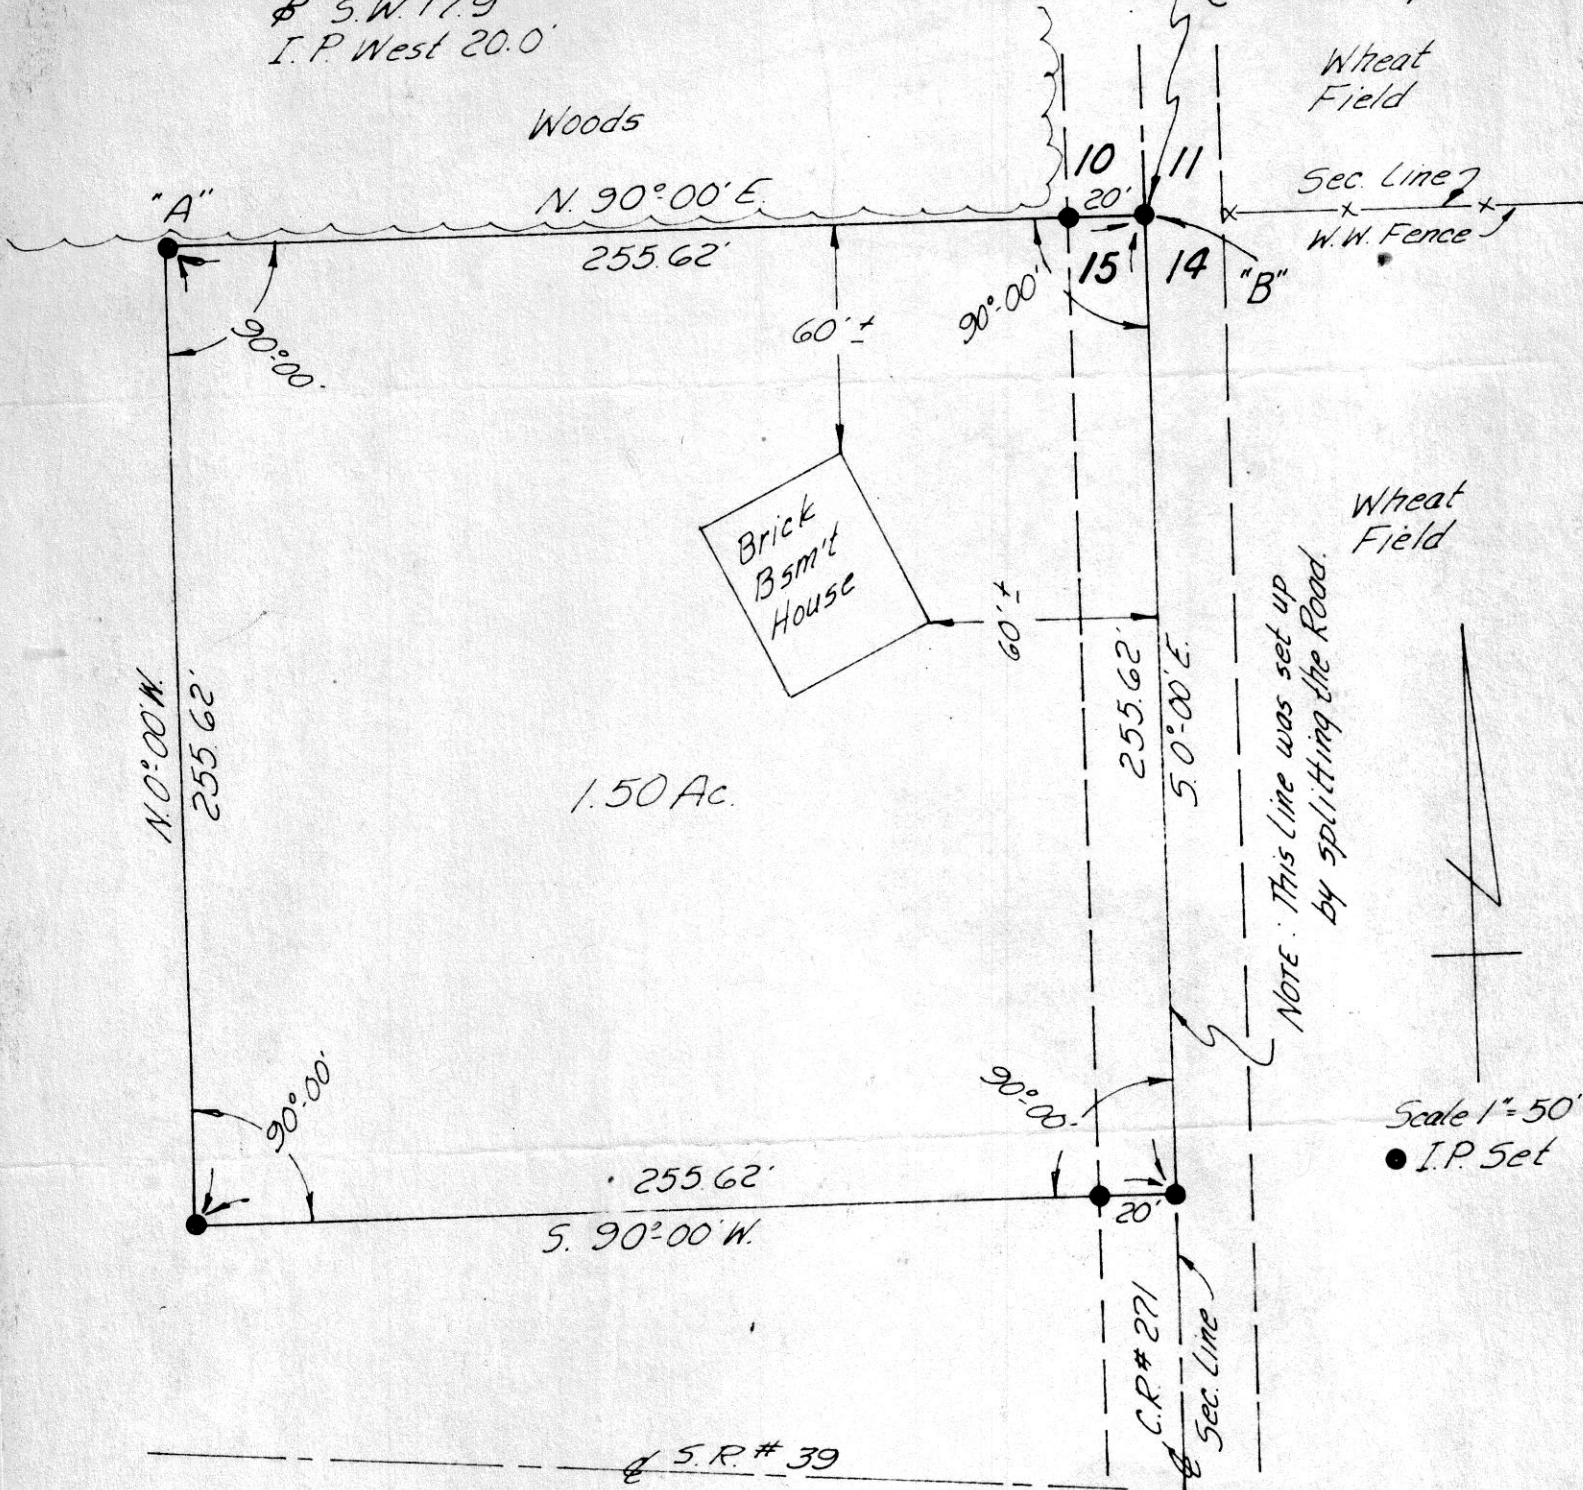 ℄ S.W. 17.9'
I.P. West 20.0'
Wheat
Field
Woods
10
11
Sec. Line
"A"
N. 90°-00' E.
20'
255.62'
W.W. Fence
15
14
"B"
60' ±
90°-00'
90°-00'
Wheat
Field
Brick
Bsm't
House
60' ±
N. 0°-00' W.
255.62'
255.62'
S. 0°-00' E.
1.50 Ac.
NOTE: This line was set up
by splitting the Road.
90°-00'
90°-00'
Scale 1"=50'
● I.P. Set
255.62'
S. 90°-00' W.
20'
℄ C.R. # 271
Sec. Line
℄ S.R. # 39